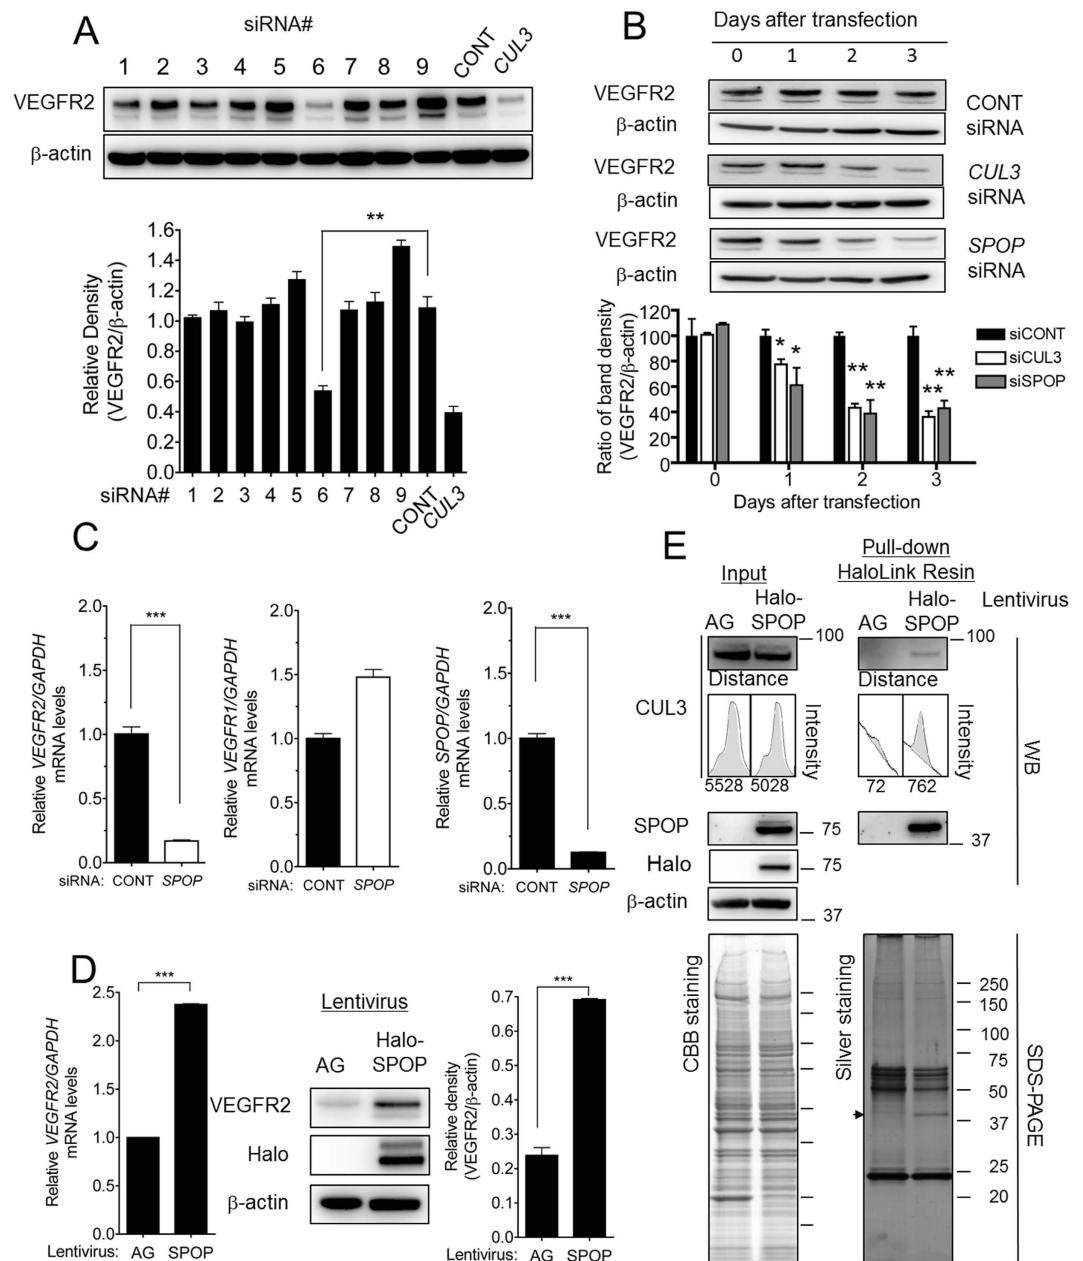 A
siRNA#
1 2 3 4 5 6 7 8 9 CONT CUL3
VEGFR2
β-actin
**
Relative Density
(VEGFR2/β-actin)
1.6
1.4
1.2
1.0
0.8
0.6
0.4
0.2
0.0
siRNA# 1 2 3 4 5 6 7 8 9 CONT CUL3
B
Days after transfection
0 1 2 3
VEGFR2
β-actin
CONT
siRNA
VEGFR2
β-actin
CUL3
siRNA
VEGFR2
β-actin
SPOP
siRNA
Ratio of band density
(VEGFR2/β-actin)
120
100
80
60
40
20
0
* *
** **
** **
siCONT
siCUL3
siSPOP
0 1 2 3
Days after transfection
C
Relative VEGFR2/GAPDH
mRNA levels
2.0
1.5
1.0
0.5
0.0
***
siRNA: CONT SPOP
Relative VEGFR1/GAPDH
mRNA levels
2.0
1.5
1.0
0.5
0.0
siRNA: CONT SPOP
Relative SPOP/GAPDH
mRNA levels
2.0
1.5
1.0
0.5
0.0
***
siRNA: CONT SPOP
D
Relative VEGFR2/GAPDH
mRNA levels
2.5
2.0
1.5
1.0
0.5
0.0
***
Lentivirus: AG SPOP
Lentivirus
AG Halo-
SPOP
VEGFR2
Halo
β-actin
Relative density
(VEGFR2/β-actin)
0.7
0.6
0.5
0.4
0.3
0.2
0.1
0.0
***
Lentivirus: AG SPOP
E
Input
Pull-down
HaloLink Resin
AG Halo-
SPOP
AG Halo-
SPOP
Lentivirus
100
100
CUL3
Distance
Intensity
5528 5028
Distance
Intensity
72 762
SPOP
75
37
Halo
75
β-actin
37
WB
CBB staining
Silver staining
250
150
100
75
50
37
25
20
SDS-PAGE